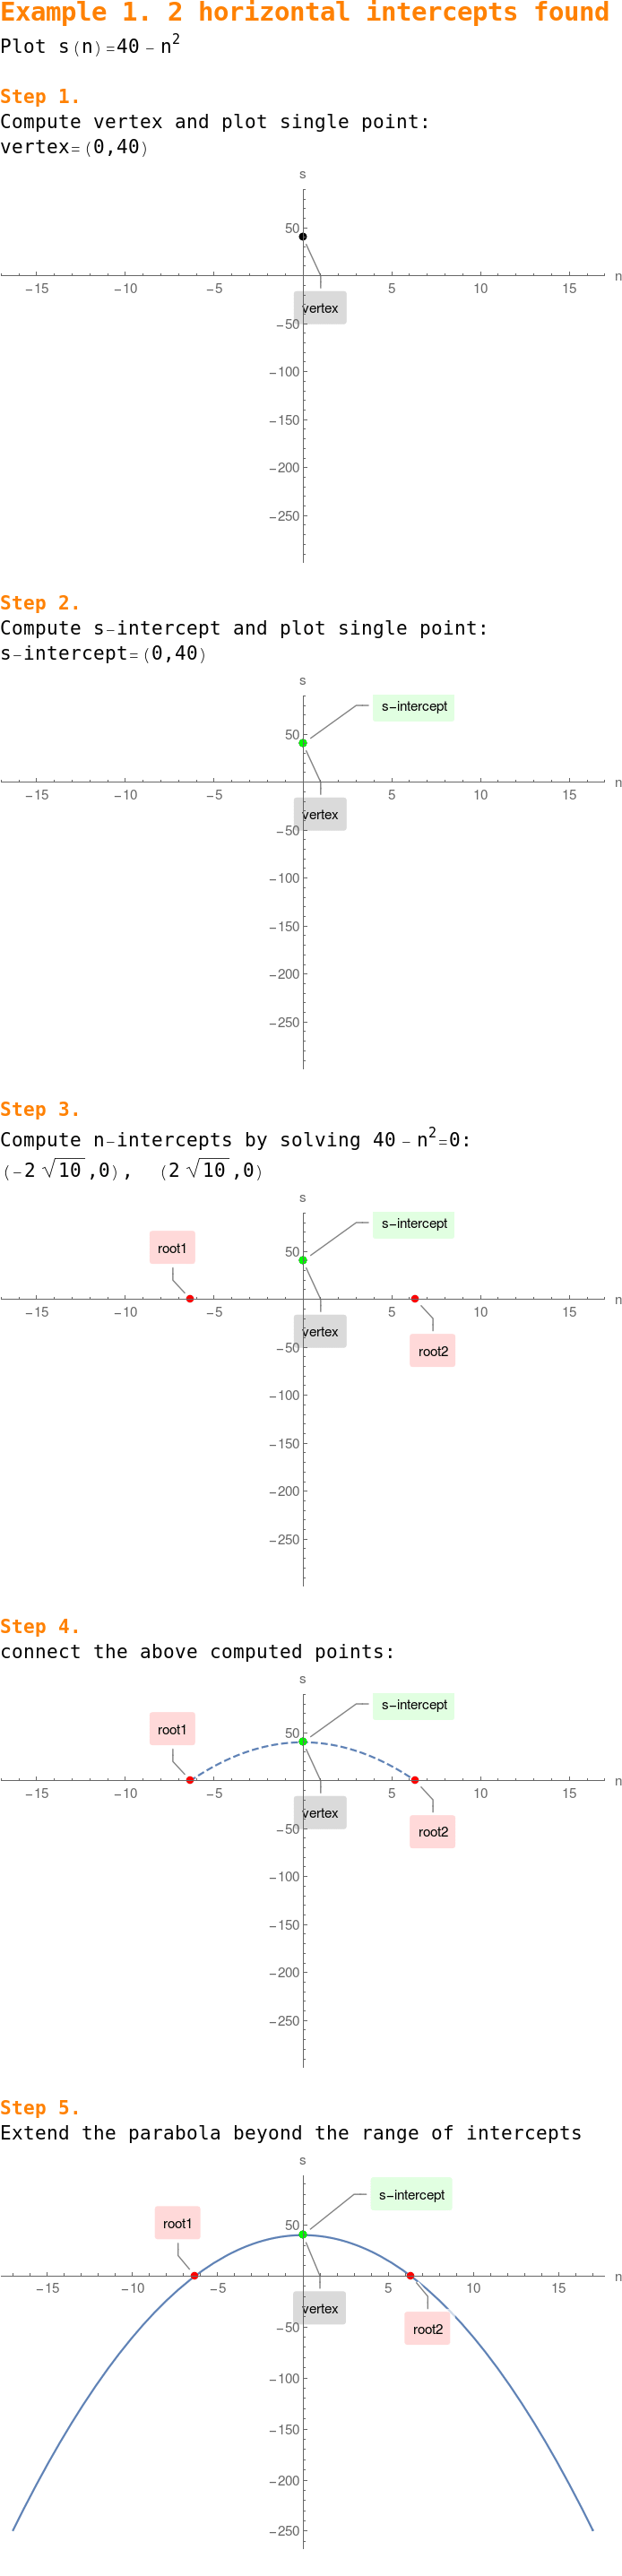 Example 1. 2 horizontal intercepts found
Plot s(n)=40-n²
Step 1.
Compute vertex and plot single point:
vertex=(0,40)
s
50
-15 -10 -5 5 10 15 n
vertex
-50
-100
-150
-200
-250
Step 2.
Compute s-intercept and plot single point:
s-intercept=(0,40)
s
s-intercept
50
-15 -10 -5 5 10 15 n
vertex
-50
-100
-150
-200
-250
Step 3.
Compute n-intercepts by solving 40-n²=0:
(-2√10,0), (2√10,0)
s
s-intercept
root1 50
-15 -10 -5 5 10 15 n
vertex
-50 root2
-100
-150
-200
-250
Step 4.
connect the above computed points:
s
s-intercept
root1 50
-15 -10 -5 5 10 15 n
vertex
-50 root2
-100
-150
-200
-250
Step 5.
Extend the parabola beyond the range of intercepts
s
s-intercept
root1 50
-15 -10 -5 5 10 15 n
vertex
-50 root2
-100
-150
-200
-250